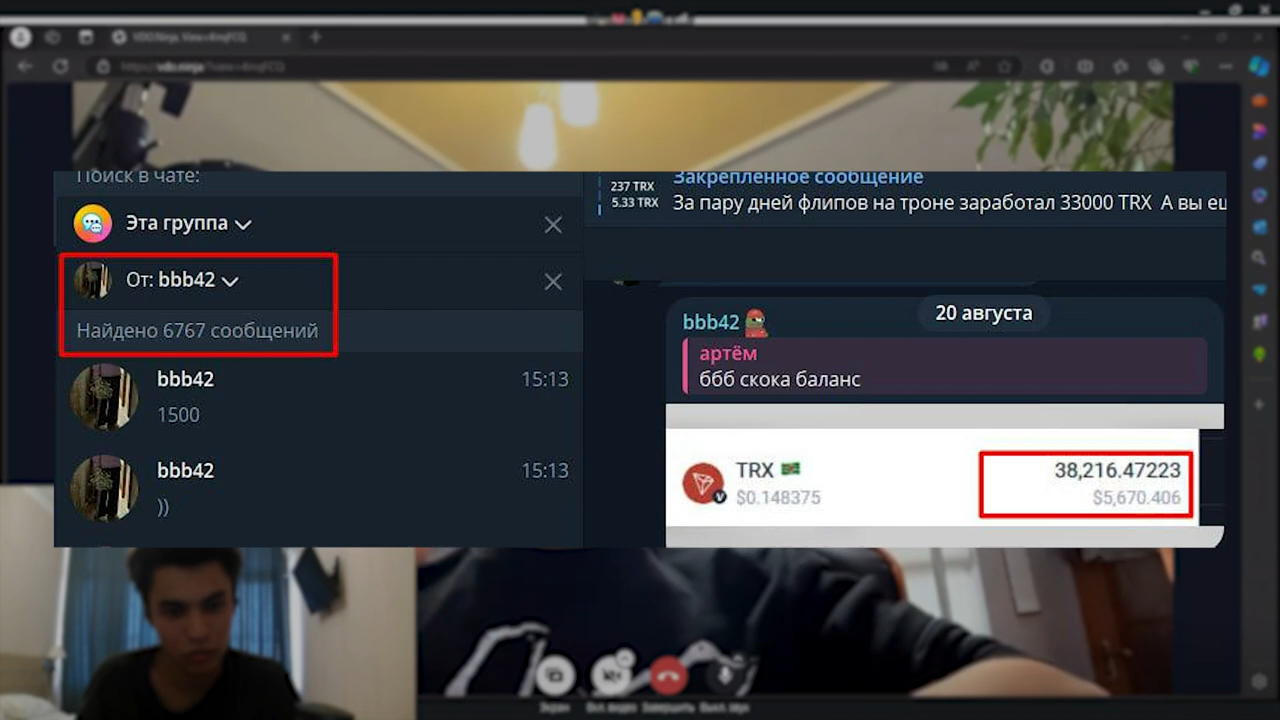 Поиск в чате:
Эта группа
От: bbb42
Найдено 6767 сообщений
bbb42
15:13
1500
bbb42
15:13
))
237 TRX
5.33 TRX
Закрепленное сообщение
За пару дней флипов на троне заработал 33000 TRX А вы ещ
20 августа
bbb42
артём
ббб скока баланс
TRX
38,216.47223
$0.148375
$5,670.406
Экран
Завершить